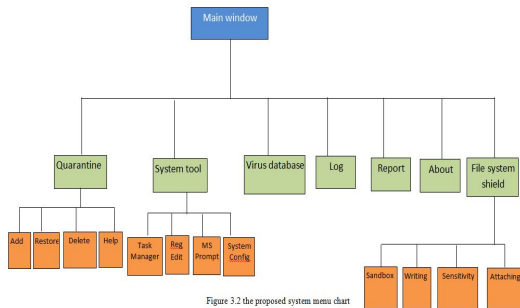 Main window
Quarantine
System tool
Virus database
Log
Report
About
File system
shield
Add
Restore
Delete
Help
Task
Manager
Reg
Edit
MS
Prompt
System
Config
Sandbox
Writing
Sensitivity
Attaching
Figure 3.2 the proposed system menu chart